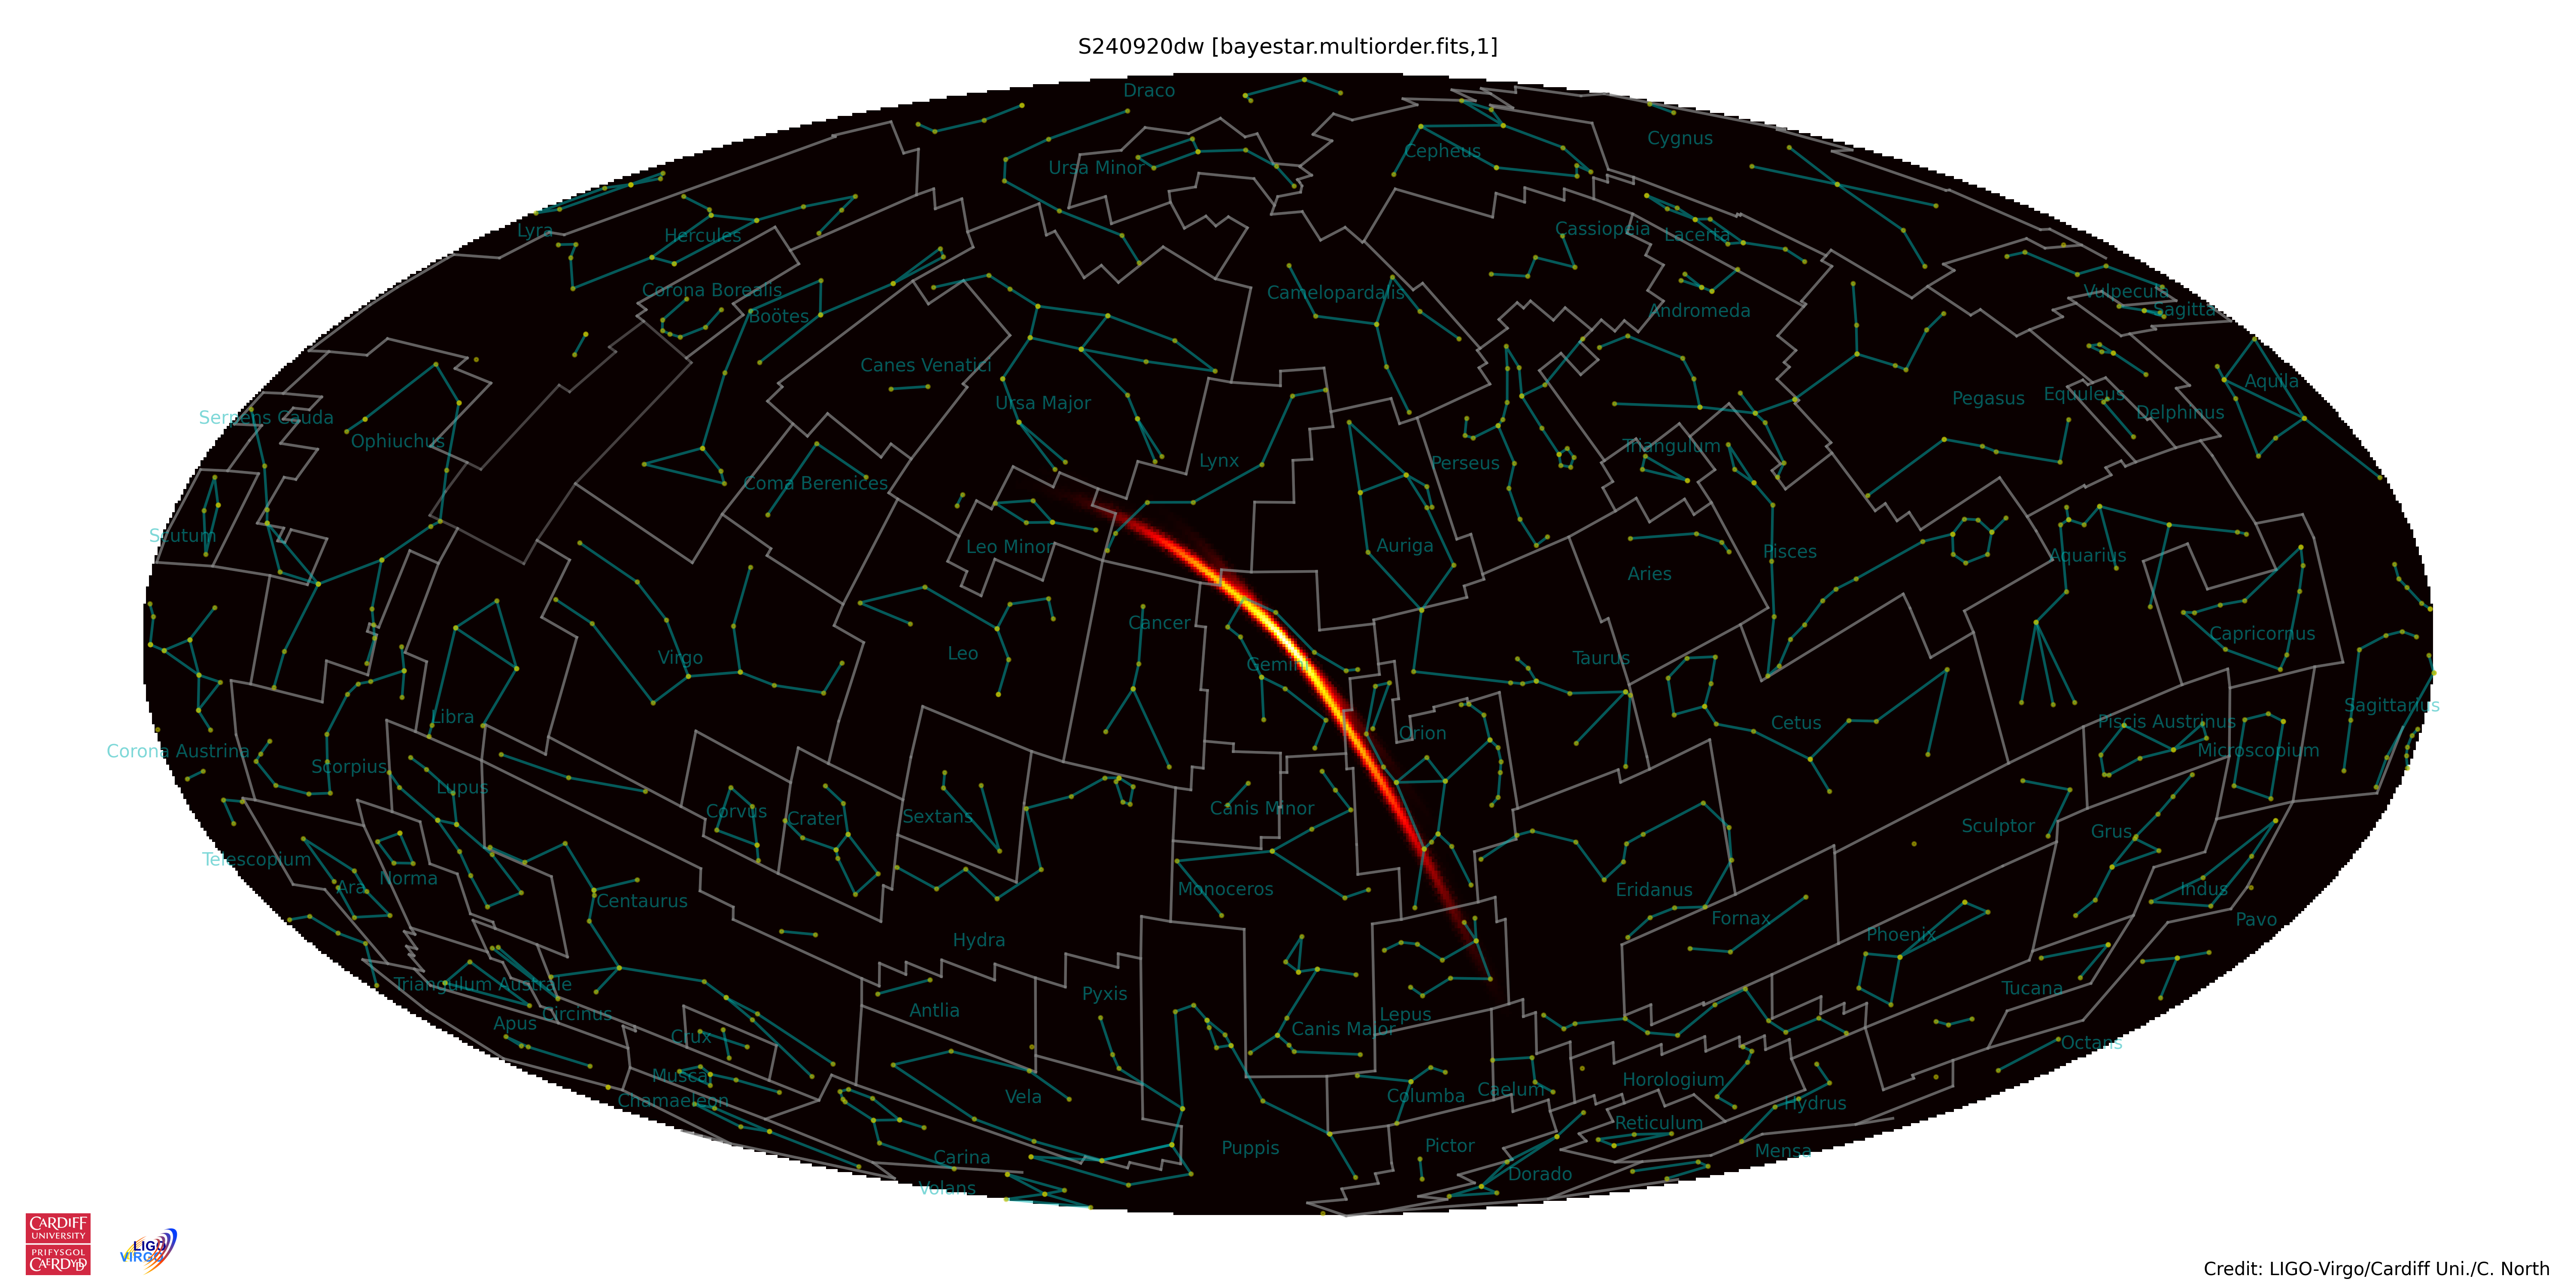 S240920dw [bayestar.multiorder.fits,1]
Draco
Cygnus
Cepheus
Ursa Minor
Cassiopeia
Lyra
Hercules
Lacerta
Corona Borealis
Camelopardalis
Vulpecula
Boötes
Andromeda
Sagitta
Canes Venatici
Aquila
Ursa Major
Pegasus
Equuleus
Delphinus
Serpens Cauda
Ophiuchus
Triangulum
Lynx
Perseus
Coma Berenices
Scutum
Leo Minor
Auriga
Pisces
Aquarius
Aries
Cancer
Capricornus
Virgo
Leo
Gemini
Taurus
Sagittarius
Libra
Orion
Cetus
Piscis Austrinus
Corona Austrina
Microscopium
Scorpius
Lupus
Corvus
Crater
Sextans
Canis Minor
Sculptor
Grus
Telescopium
Ara
Norma
Monoceros
Eridanus
Indus
Centaurus
Fornax
Pavo
Hydra
Phoenix
Triangulum Australe
Pyxis
Tucana
Circinus
Antlia
Lepus
Apus
Canis Major
Crux
Octans
Musca
Horologium
Chamaeleon
Vela
Columba
Caelum
Hydrus
Reticulum
Puppis
Pictor
Mensa
Carina
Dorado
Volans
CARDIFF
UNIVERSITY
PRIFYSGOL
CAERDYDD
LIGO
VIRGO
Credit: LIGO-Virgo/Cardiff Uni./C. North